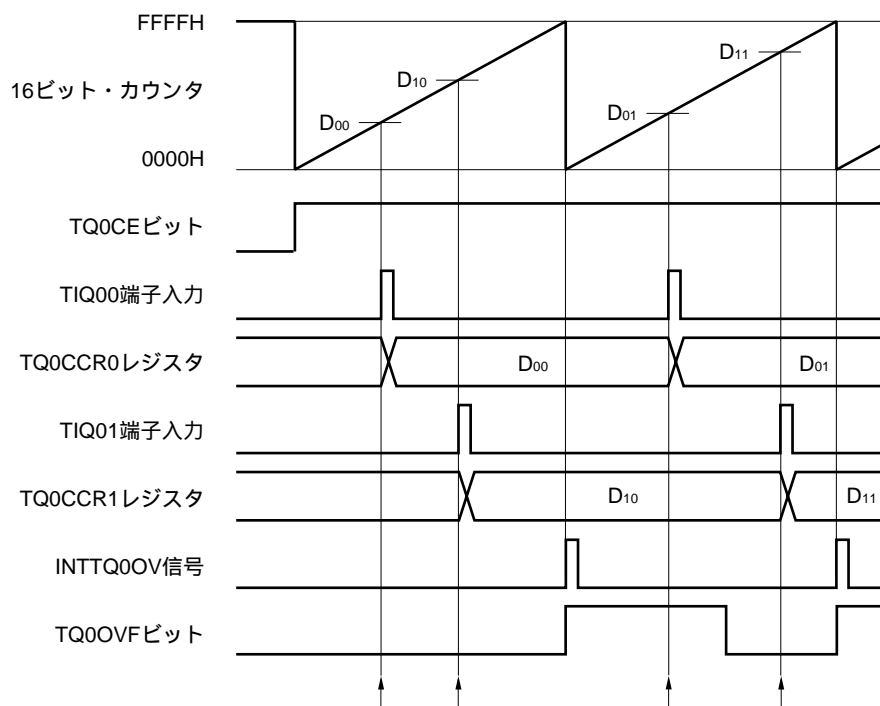 FFFFH
D11
D10
16ビット・カウンタ
D00
D01
0000H
TQ0CEビット
TIQ00端子入力
TQ0CCR0レジスタ
D00
D01
TIQ01端子入力
TQ0CCR1レジスタ
D10
D11
INTTQ0OV信号
TQ0OVFビット